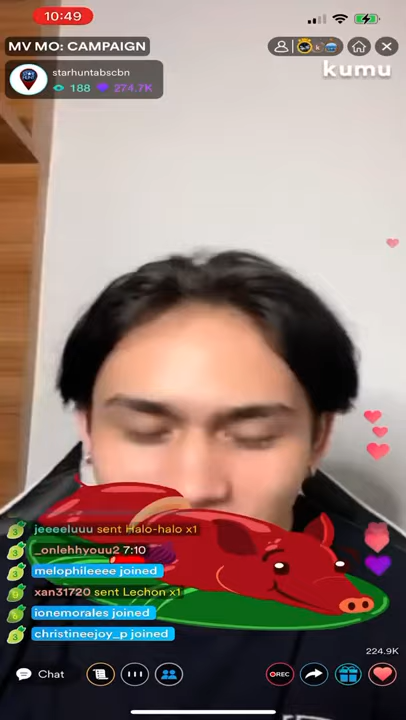 10:49
MV MO: CAMPAIGN
starhuntabscbn
188 274.7K
kumu
jeeeeluuu sent Halo-halo x1
_onlehhyouu2 7:10
melophileeee joined
xan31720 sent Lechon x1
ionemorales joined
christineejoy_p joined
224.9K
Chat
REC